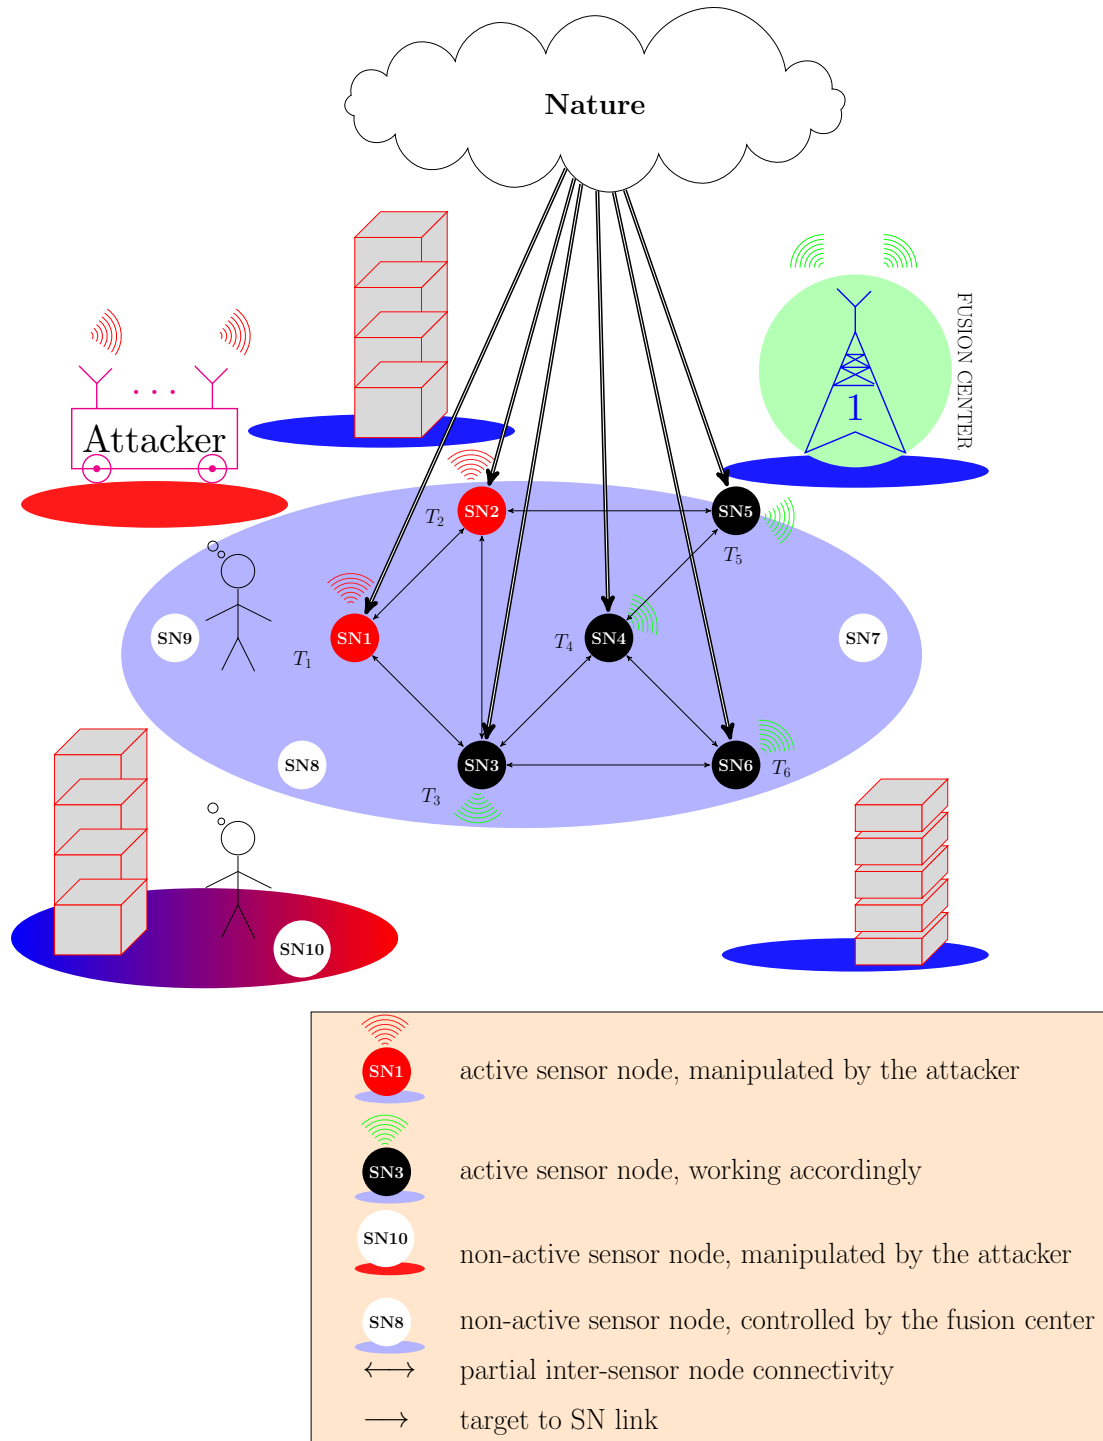 Nature
FUSION CENTER
1
. . .
Attacker
SN2
T2
SN5
T5
SN1
T1
SN4
T4
SN9
SN7
SN3
T3
SN8
SN6
T6
SN10
SN1 active sensor node, manipulated by the attacker
SN3 active sensor node, working accordingly
SN10 non-active sensor node, manipulated by the attacker
SN8 non-active sensor node, controlled by the fusion center
partial inter-sensor node connectivity
target to SN link